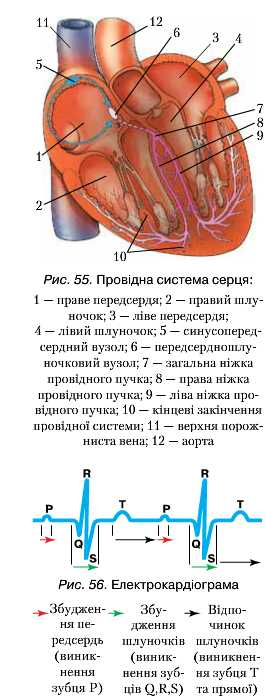 11 12
6
3
4
5
7
8
9
1
2
10
Рис. 55. Провідна система серця:
1 — праве передсердя; 2 — правий шлу-
ночок; 3 — ліве передсердя;
4 — лівий шлуночок; 5 — синусоперед-
сердний вузол; 6 — передсердношлу-
ночковий вузол; 7 — загальна ніжка
провідного пучка; 8 — права ніжка
провідного пучка; 9 — ліва ніжка про-
відного пучка; 10 — кінцеві закінчення
провідної системи; 11 — верхня порож-
ниста вена; 12 — аорта
R R
P T P T
Q Q
S S
Рис. 56. Електрокардіограма
Збуджен- Збу- Відпо-
ня пе- дження чинок
редсердь шлуночків шлуночків
(виник- (виник- (виникнен-
нення нення зуб- ня зубця Т
зубця Р) ців Q,R,S) та прямої)